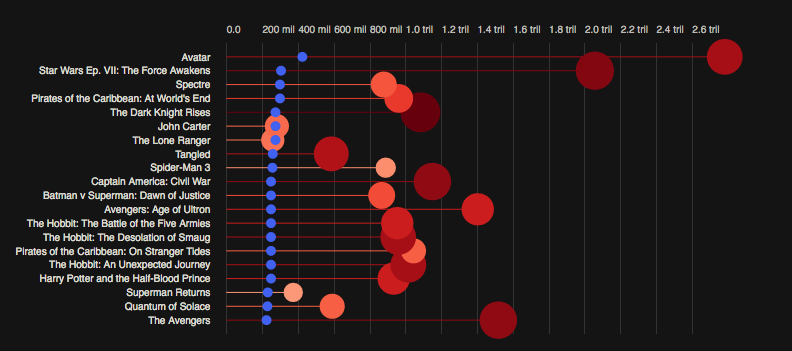 0.0 200 mil 400 mil 600 mil 800 mil 1.0 tril 1.2 tril 1.4 tril 1.6 tril 1.8 tril 2.0 tril 2.2 tril 2.4 tril 2.6 tril
Avatar
Star Wars Ep. VII: The Force Awakens
Spectre
Pirates of the Caribbean: At World's End
The Dark Knight Rises
John Carter
The Lone Ranger
Tangled
Spider-Man 3
Captain America: Civil War
Batman v Superman: Dawn of Justice
Avengers: Age of Ultron
The Hobbit: The Battle of the Five Armies
The Hobbit: The Desolation of Smaug
Pirates of the Caribbean: On Stranger Tides
The Hobbit: An Unexpected Journey
Harry Potter and the Half-Blood Prince
Superman Returns
Quantum of Solace
The Avengers